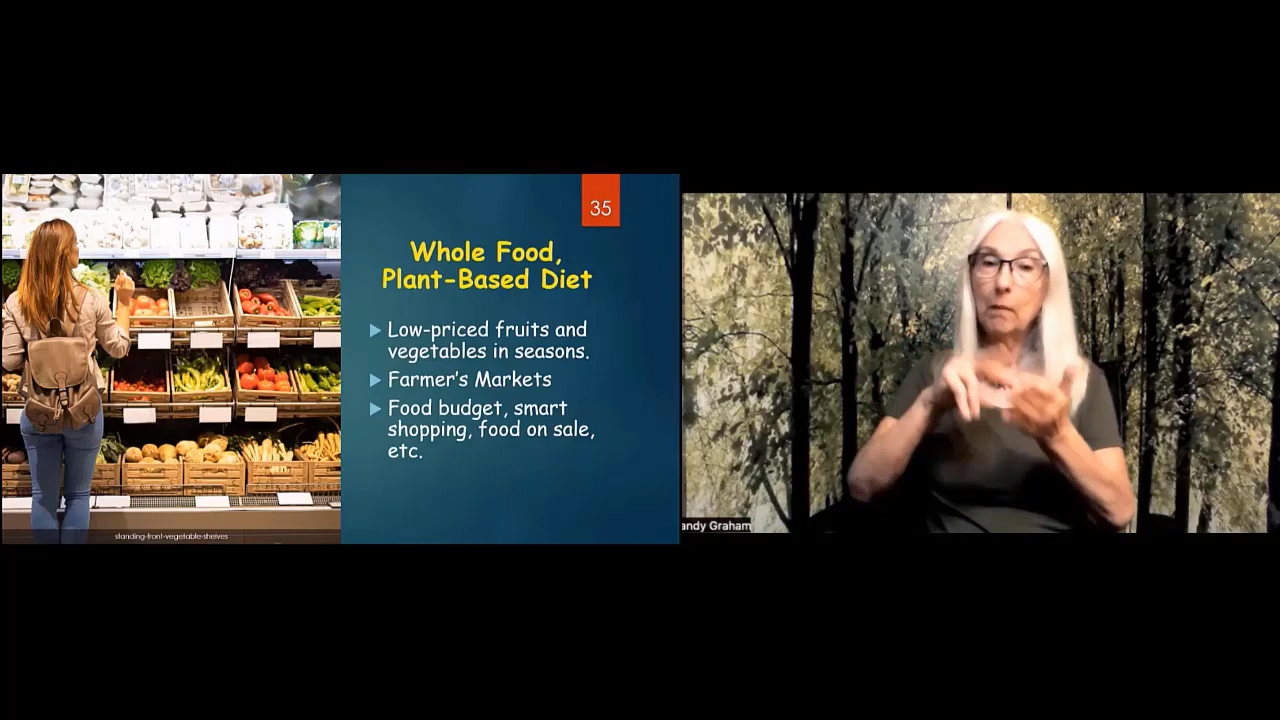 35
Whole Food,
Plant-Based Diet
Low-priced fruits and
vegetables in seasons.
Farmer's Markets
Food budget, smart
shopping, food on sale,
etc.
standing-front-vegetable-shelves
andy Graham